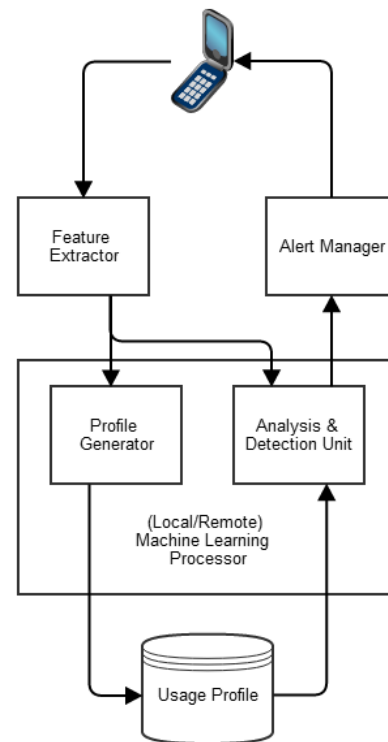 Feature
Extractor
Alert Manager
Profile
Generator
Analysis &
Detection Unit
(Local/Remote)
Machine Learning
Processor
Usage Profile